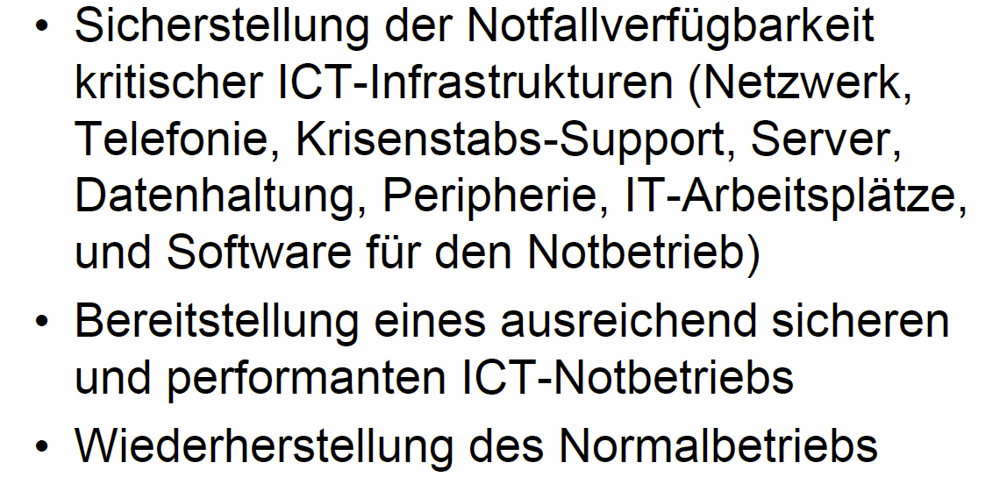 • Sicherstellung der Notfallverfügbarkeit
kritischer ICT-Infrastrukturen (Netzwerk,
Telefonie, Krisenstabs-Support, Server,
Datenhaltung, Peripherie, IT-Arbeitsplätze,
und Software für den Notbetrieb)
• Bereitstellung eines ausreichend sicheren
und performanten ICT-Notbetriebs
• Wiederherstellung des Normalbetriebs